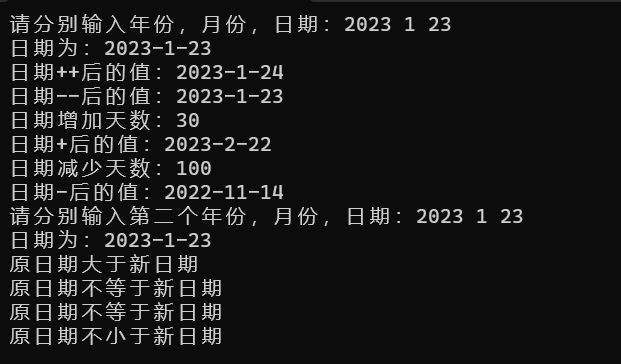 请分别输入年份，月份，日期：2023 1 23
日期为：2023-1-23
日期++后的值：2023-1-24
日期--后的值：2023-1-23
日期增加天数：30
日期+后的值：2023-2-22
日期减少天数：100
日期-后的值：2022-11-14
请分别输入第二个年份，月份，日期：2023 1 23
日期为：2023-1-23
原日期大于新日期
原日期不等于新日期
原日期不等于新日期
原日期不小于新日期